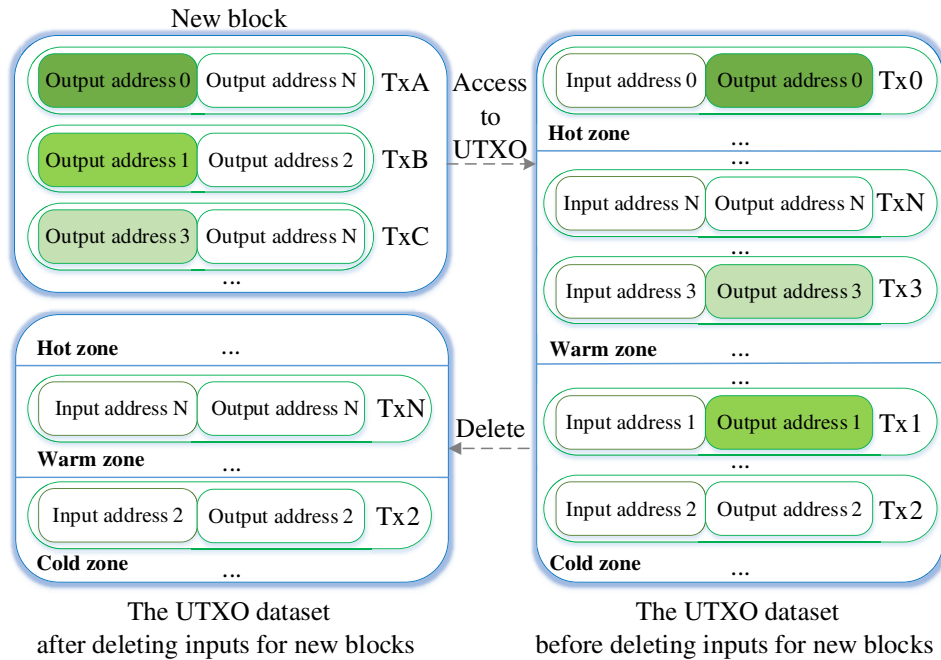 New block
Output address 0 Output address N TxA
Output address 1 Output address 2 TxB
Output address 3 Output address N TxC
...
Access
to
UTXO
Input address 0 Output address 0 Tx0
Hot zone ...
...
Input address N Output address N TxN
...
Input address 3 Output address 3 Tx3
Warm zone ...
...
Input address 1 Output address 1 Tx1
...
Input address 2 Output address 2 Tx2
Cold zone ...
Delete
Hot zone ...
Input address N Output address N TxN
Warm zone ...
Input address 2 Output address 2 Tx2
Cold zone ...
The UTXO dataset
after deleting inputs for new blocks
The UTXO dataset
before deleting inputs for new blocks